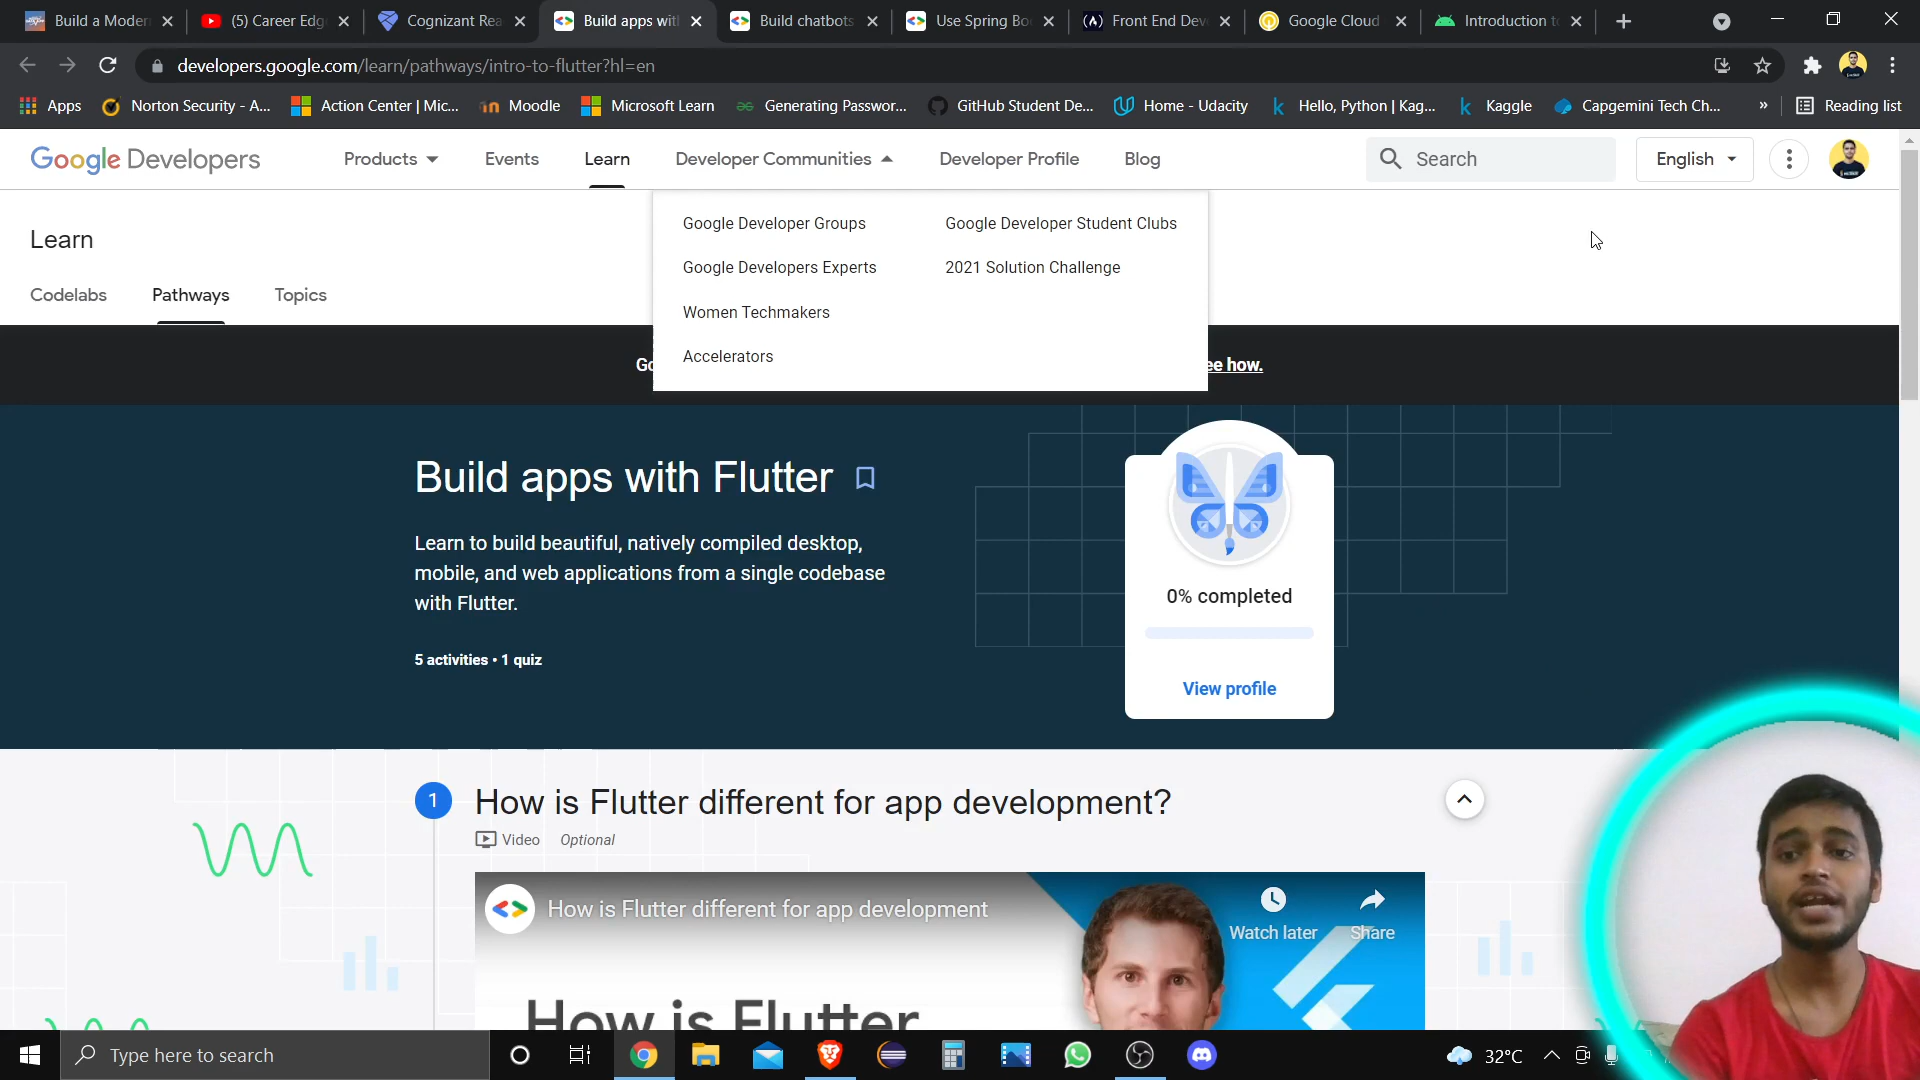 Build a Moder
(5) Career Edg
Cognizant Rea
Build apps wit
Build chatbots
Use Spring Bo
Front End Dev
Google Cloud
Introduction to
developers.google.com/learn/pathways/intro-to-flutter?hl=en
Apps
Norton Security - A...
Action Center | Mic...
Moodle
Microsoft Learn
Generating Passwor...
GitHub Student De...
Home - Udacity
Hello, Python | Kag...
Kaggle
Capgemini Tech Ch...
»
Reading list
Google Developers
Products
Events
Learn
Developer Communities
Developer Profile
Blog
Search
English
Google Developer Groups
Google Developer Student Clubs
Google Developers Experts
2021 Solution Challenge
Women Techmakers
Accelerators
Learn
Codelabs
Pathways
Topics
Go
ee how.
Build apps with Flutter
Learn to build beautiful, natively compiled desktop,
mobile, and web applications from a single codebase
with Flutter.
5 activities • 1 quiz
0% completed
View profile
1
How is Flutter different for app development?
Video Optional
How is Flutter different for app development
Watch later
Share
How is Flutter
Type here to search
32°C